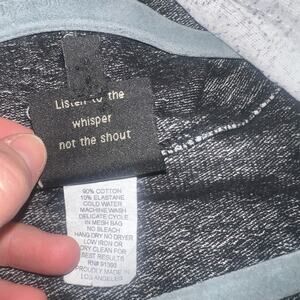 Listen to the
whisper
not the shout
90% COTTON
10% ELASTANE
COLD WATER
MACHINE WASH
DELICATE CYCLE
IN MESH BAG
NO BLEACH
HANG DRY NO DRYER
LOW IRON OR
DRY CLEAN FOR
BEST RESULTS
RN# 91390
PROUDLY MADE IN
LOS ANGELES